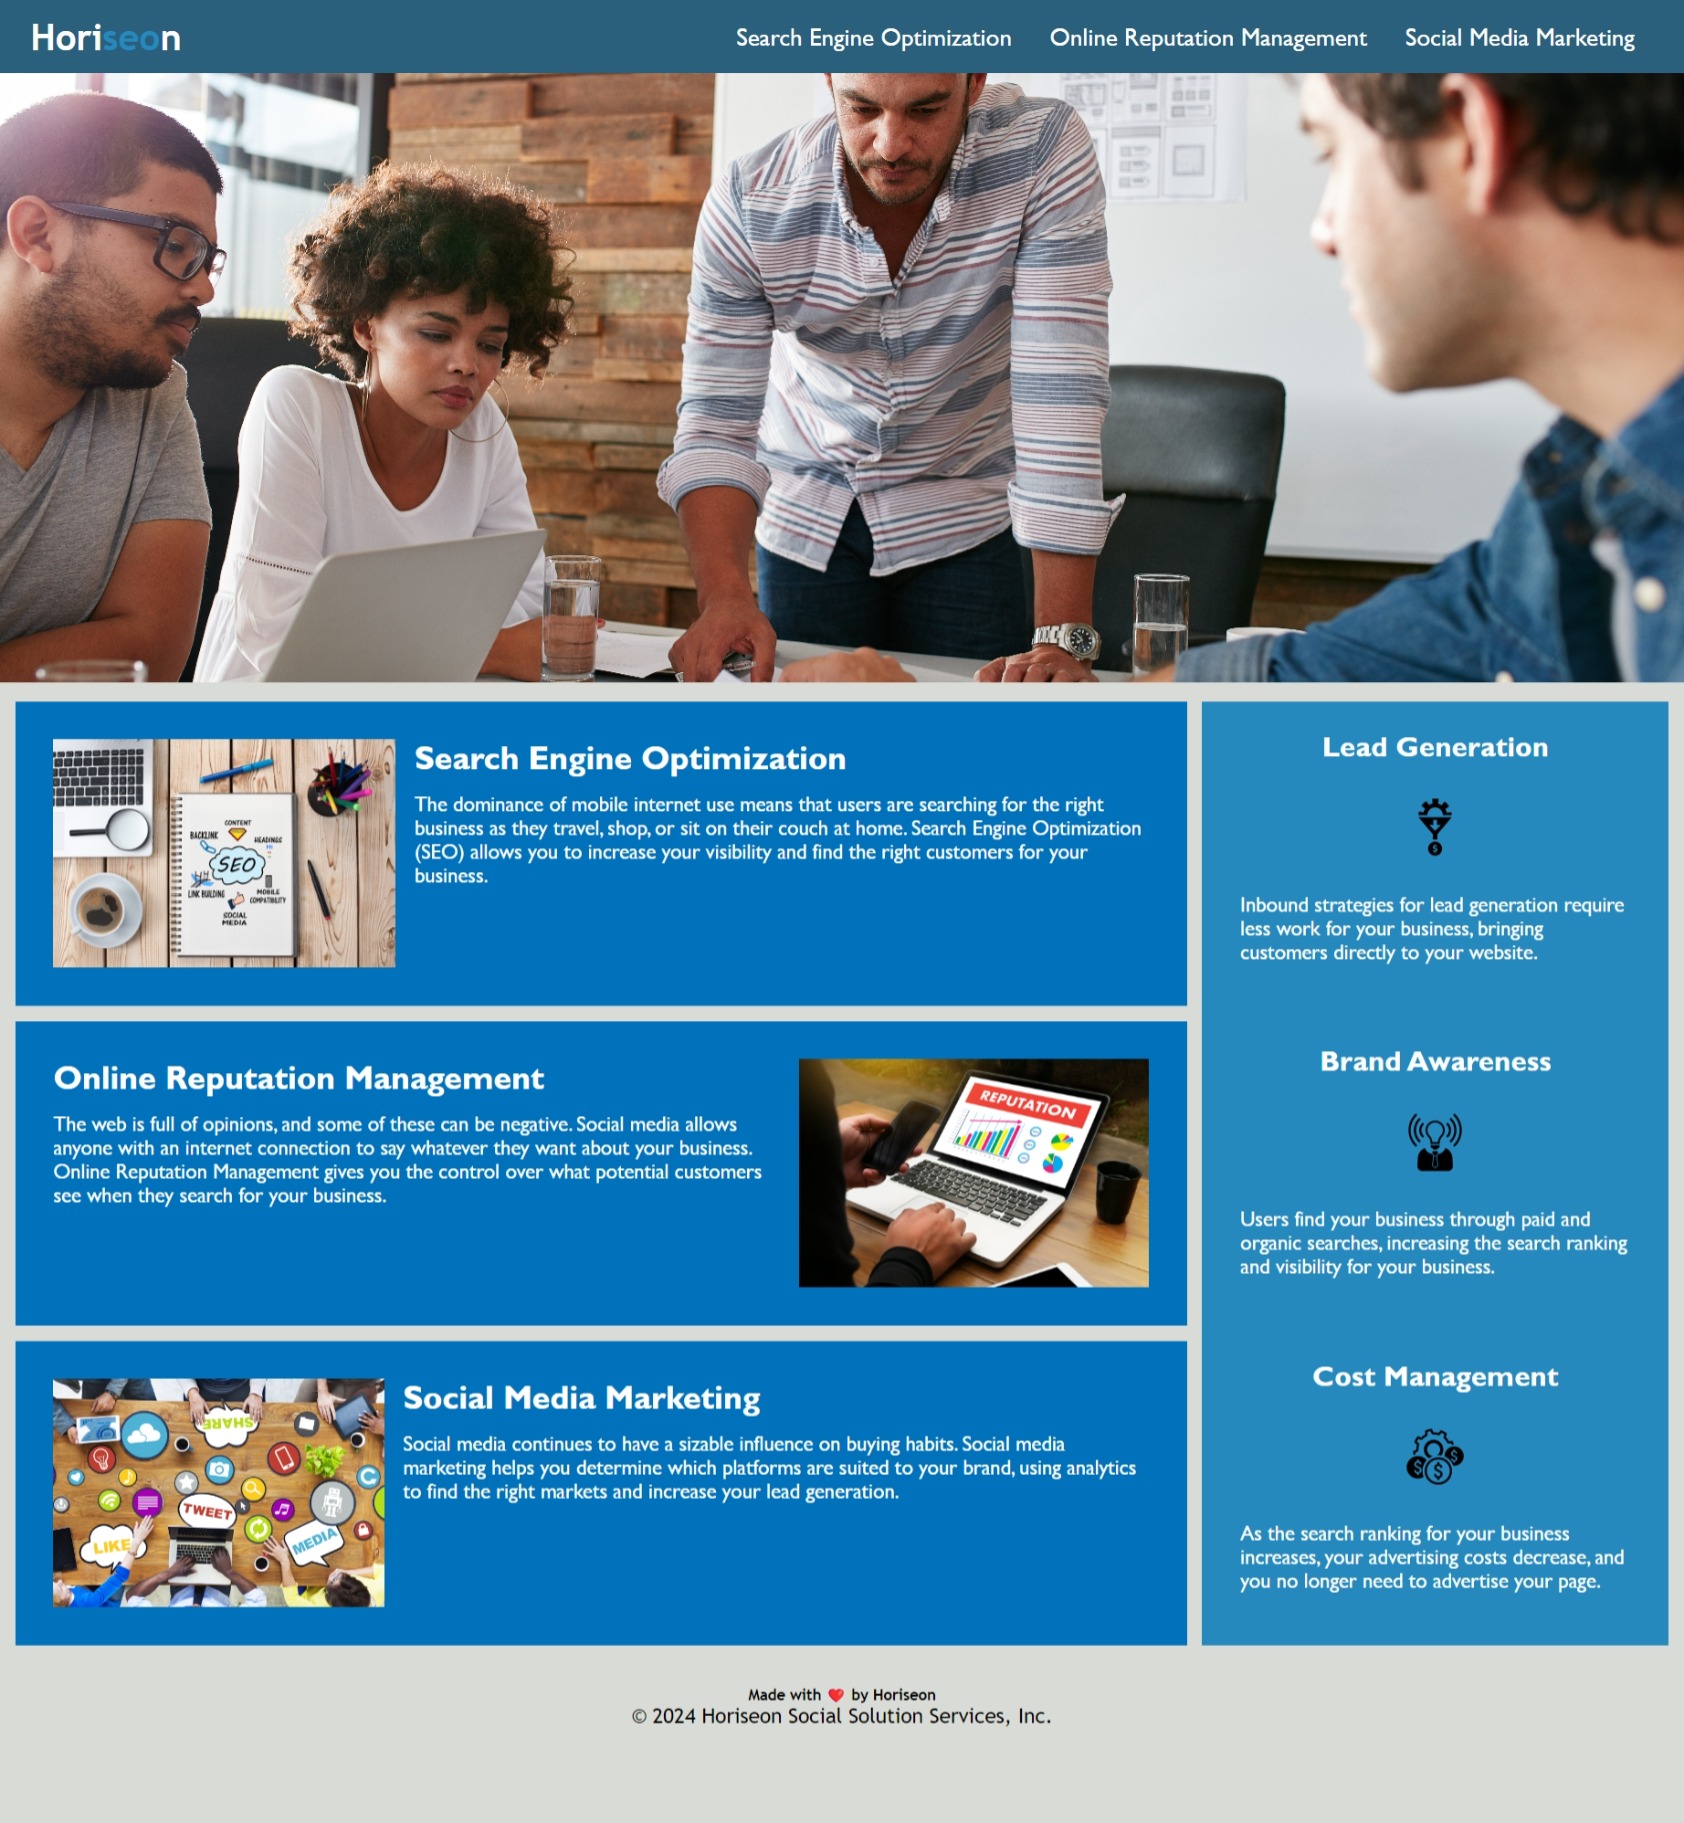 Horiseon
Search Engine Optimization
Online Reputation Management
Social Media Marketing
CONTENT
BACKLINK
HEADINGS
SEO
LINK BUILDING
MOBILE
COMPATIBILITY
SOCIAL
MEDIA
Search Engine Optimization
The dominance of mobile internet use means that users are searching for the right
business as they travel, shop, or sit on their couch at home. Search Engine Optimization
(SEO) allows you to increase your visibility and find the right customers for your
business.
Online Reputation Management
The web is full of opinions, and some of these can be negative. Social media allows
anyone with an internet connection to say whatever they want about your business.
Online Reputation Management gives you the control over what potential customers
see when they search for your business.
REPUTATION
SHARE
TWEET
LIKE
MEDIA
Social Media Marketing
Social media continues to have a sizable influence on buying habits. Social media
marketing helps you determine which platforms are suited to your brand, using analytics
to find the right markets and increase your lead generation.
Lead Generation
Inbound strategies for lead generation require
less work for your business, bringing
customers directly to your website.
Brand Awareness
Users find your business through paid and
organic searches, increasing the search ranking
and visibility for your business.
Cost Management
As the search ranking for your business
increases, your advertising costs decrease, and
you no longer need to advertise your page.
Made with ❤️ by Horiseon
© 2024 Horiseon Social Solution Services, Inc.